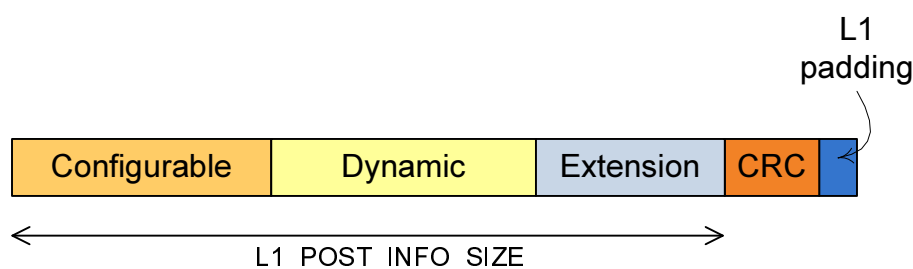 L1
padding
Configurable Dynamic Extension CRC
L1 POST INFO SIZE